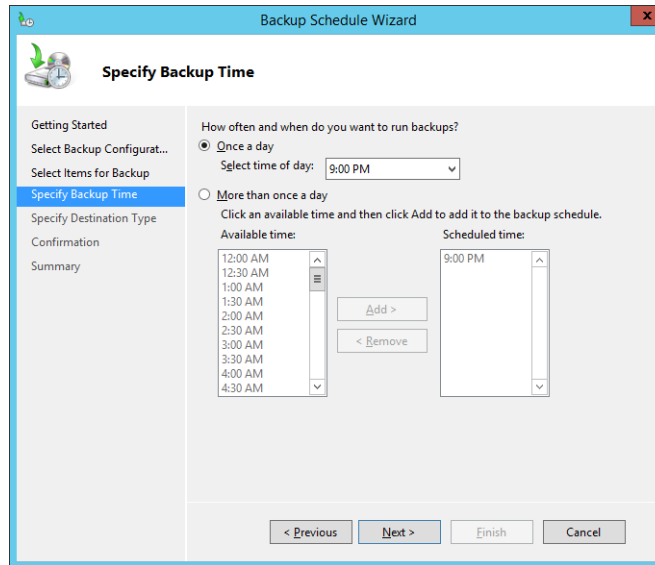 Backup Schedule Wizard
x
Specify Backup Time
Getting Started
Select Backup Configurat...
Select Items for Backup
Specify Backup Time
Specify Destination Type
Confirmation
Summary
How often and when do you want to run backups?
Once a day
Select time of day: 9:00 PM
More than once a day
Click an available time and then click Add to add it to the backup schedule.
Available time: Scheduled time:
12:00 AM 9:00 PM
12:30 AM
1:00 AM
1:30 AM
2:00 AM
2:30 AM
3:00 AM
3:30 AM
4:00 AM
4:30 AM
Add >
< Remove
< Previous Next > Finish Cancel